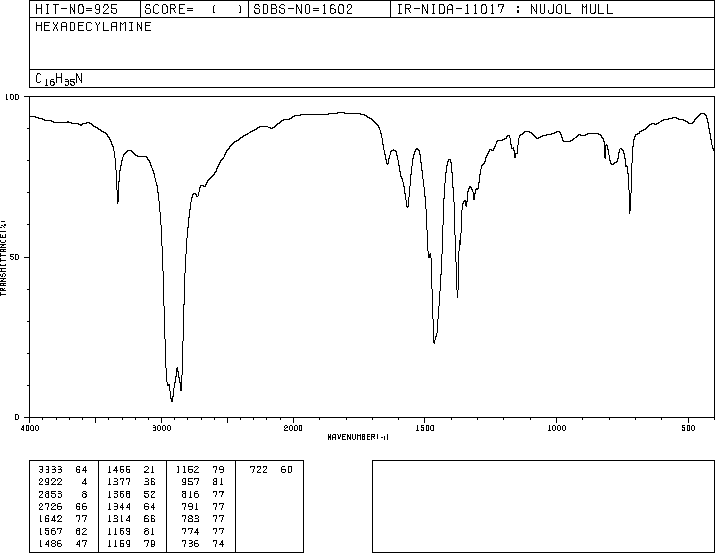 HIT-NO=925 SCORE= ( ) SDBS-NO=1602 IR-NIDA-11017 : NUJOL MULL
HEXADECYLAMINE
C16H35N
100
50
0
TRANSMITTANCE(%)
4000 3000 2000 1500 1000 500
WAVENUMBER(-1)
3333 64 1466 21 1152 79 722 60
2922 4 1377 36 957 81
2853 8 1368 52 816 77
2726 66 1344 64 791 77
1642 77 1314 66 783 77
1567 62 1169 81 774 77
1486 47 1159 79 736 74